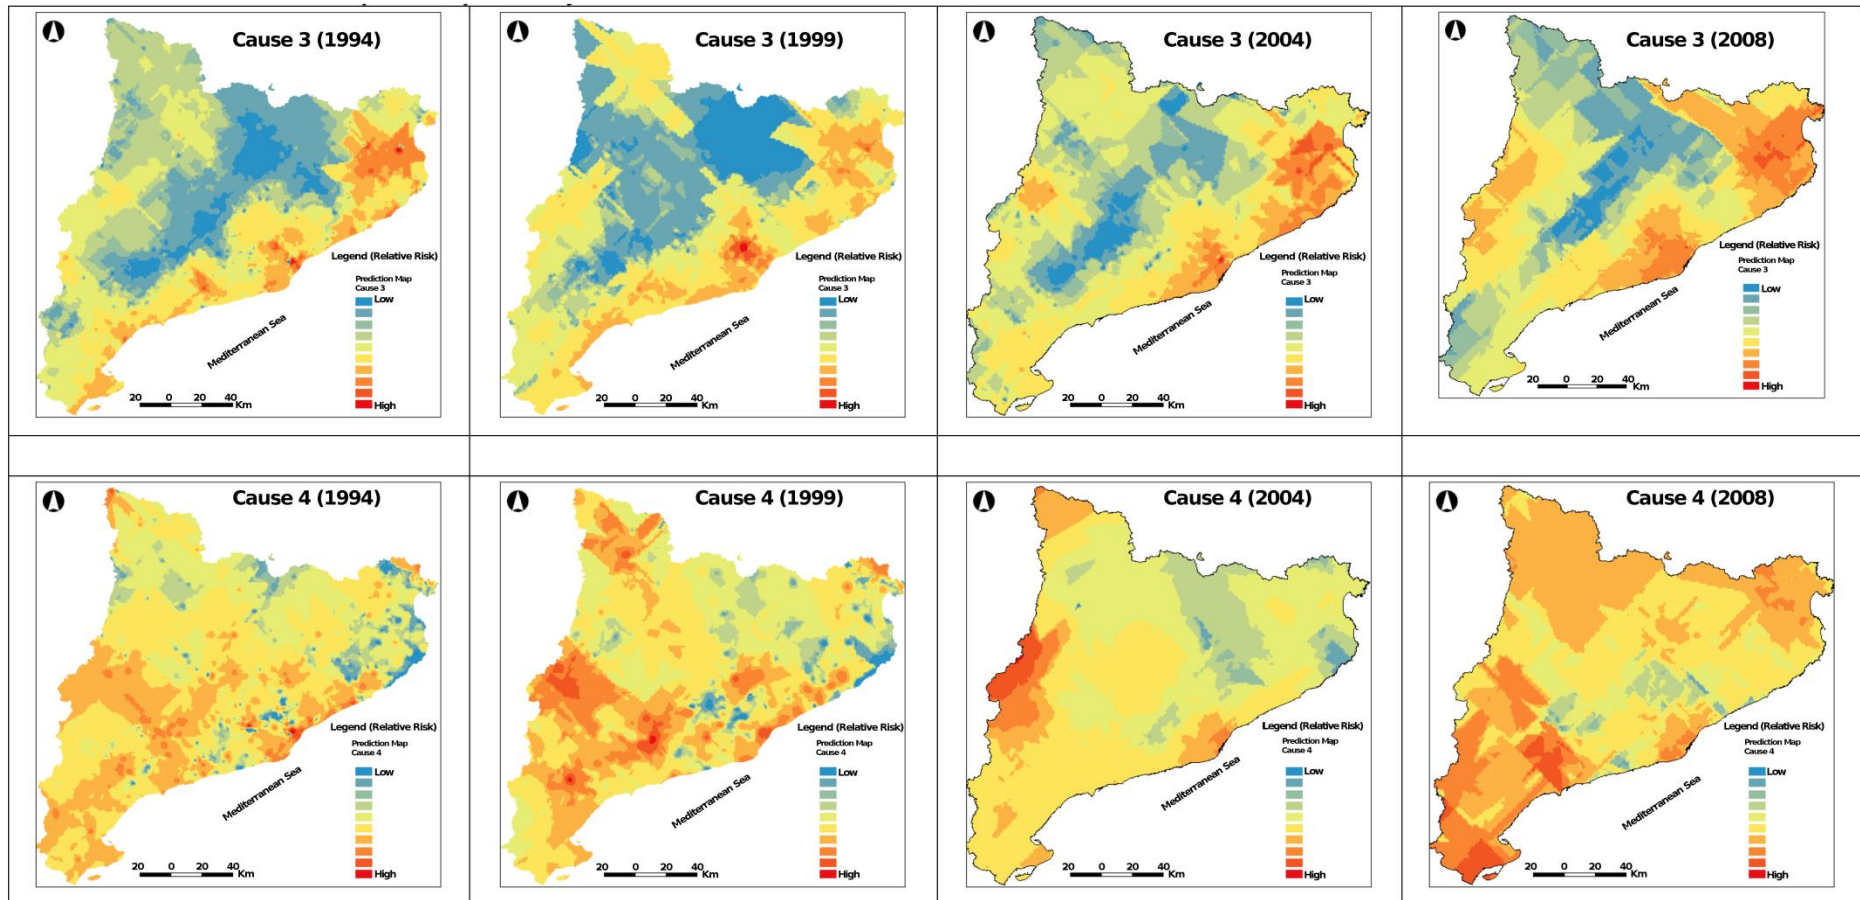 Cause 3 (1994)
Legend (Relative Risk)
Prediction Map
Cause 3
Low
High
Mediterranean Sea
20 0 20 40
Km
Cause 3 (1999)
Legend (Relative Risk)
Prediction Map
Cause 3
Low
High
Mediterranean Sea
20 0 20 40
Km
Cause 3 (2004)
Legend (Relative Risk)
Prediction Map
Cause 3
Low
High
Mediterranean Sea
20 0 20 40
Km
Cause 3 (2008)
Legend (Relative Risk)
Prediction Map
Cause 3
Low
High
Mediterranean Sea
20 0 20 40
Km
Cause 4 (1994)
Legend (Relative Risk)
Prediction Map
Cause 4
Low
High
Mediterranean Sea
20 0 20 40
Km
Cause 4 (1999)
Legend (Relative Risk)
Prediction Map
Cause 4
Low
High
Mediterranean Sea
20 0 20 40
Km
Cause 4 (2004)
Legend (Relative Risk)
Prediction Map
Cause 4
Low
High
Mediterranean Sea
20 0 20 40
Km
Cause 4 (2008)
Legend (Relative Risk)
Prediction Map
Cause 4
Low
High
Mediterranean Sea
20 0 20 40
Km